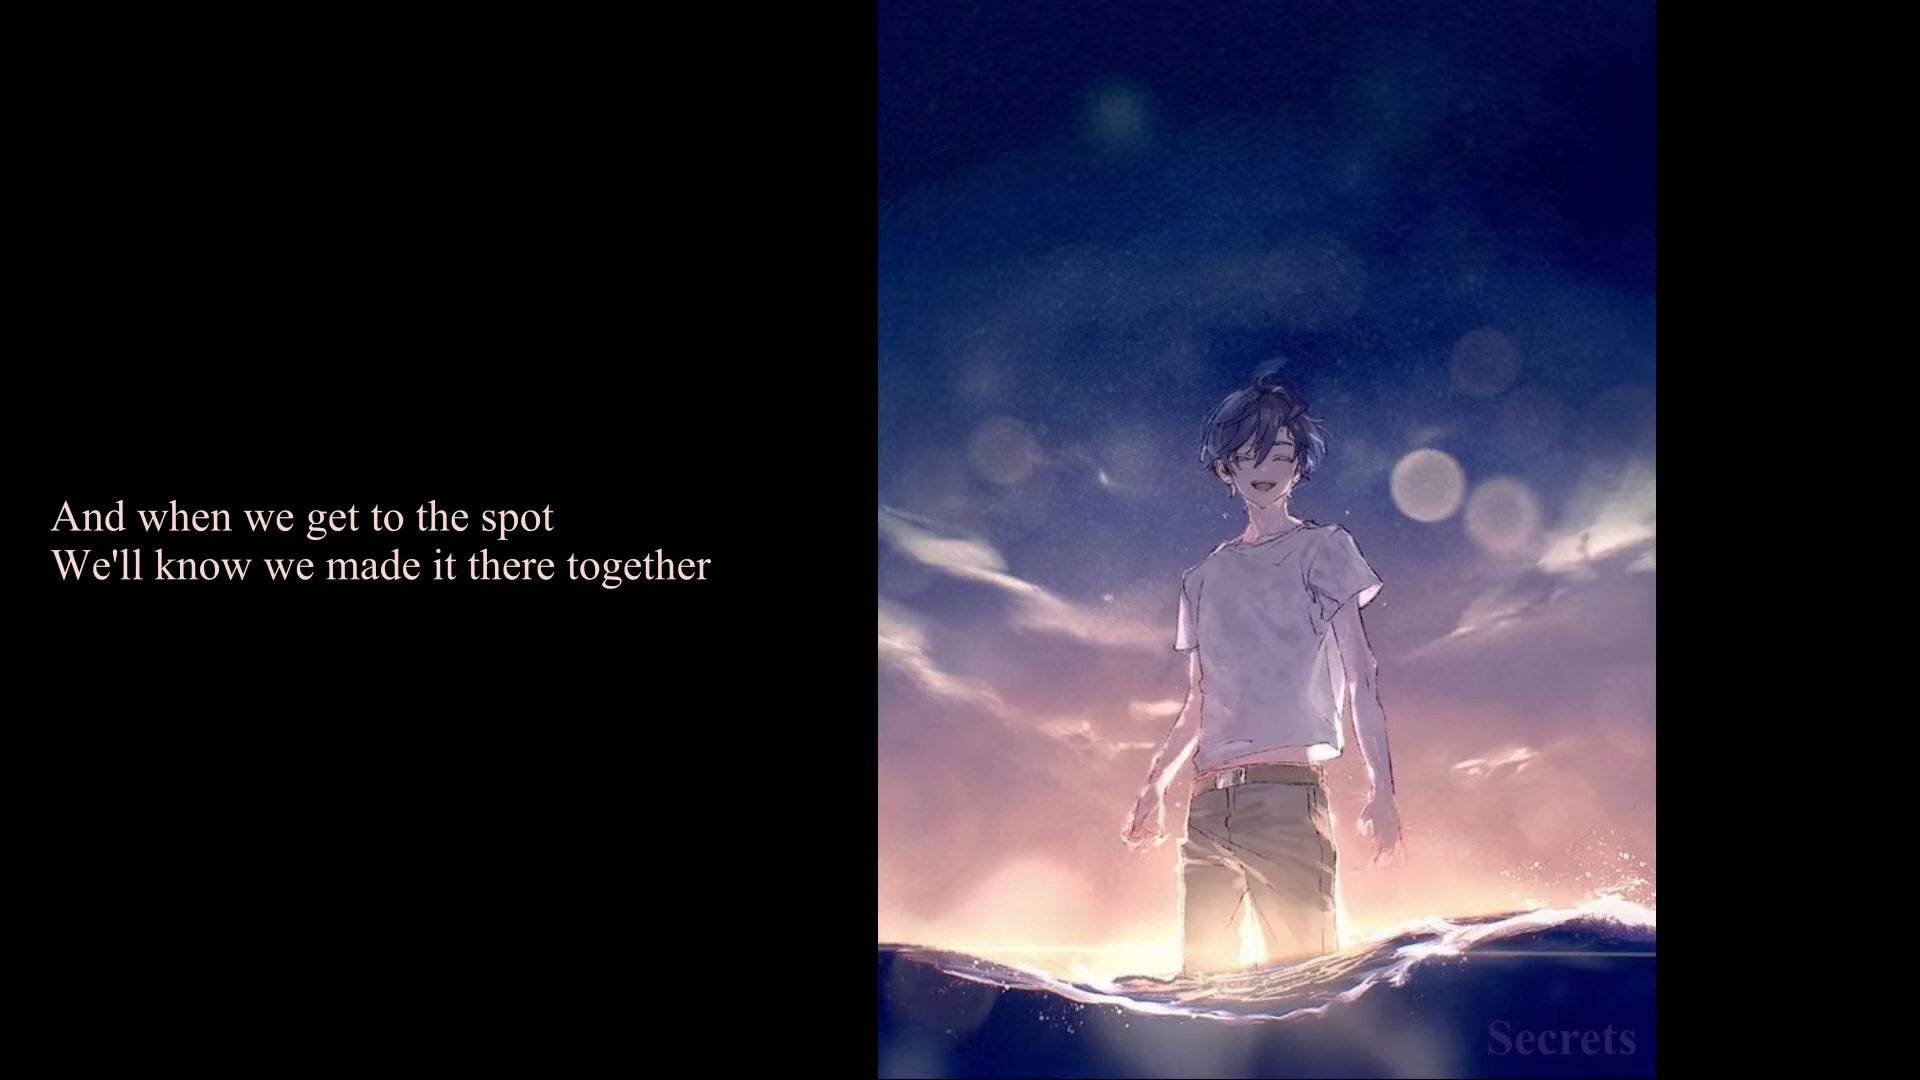 And when we get to the spot
We'll know we made it there together
Secrets